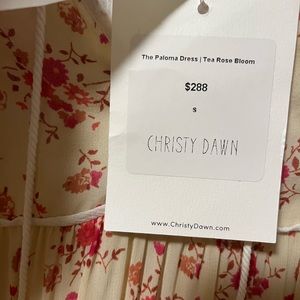 The Paloma Dress | Tea Rose Bloom
$288
S
CHRISTY DAWN
www.ChristyDawn.com